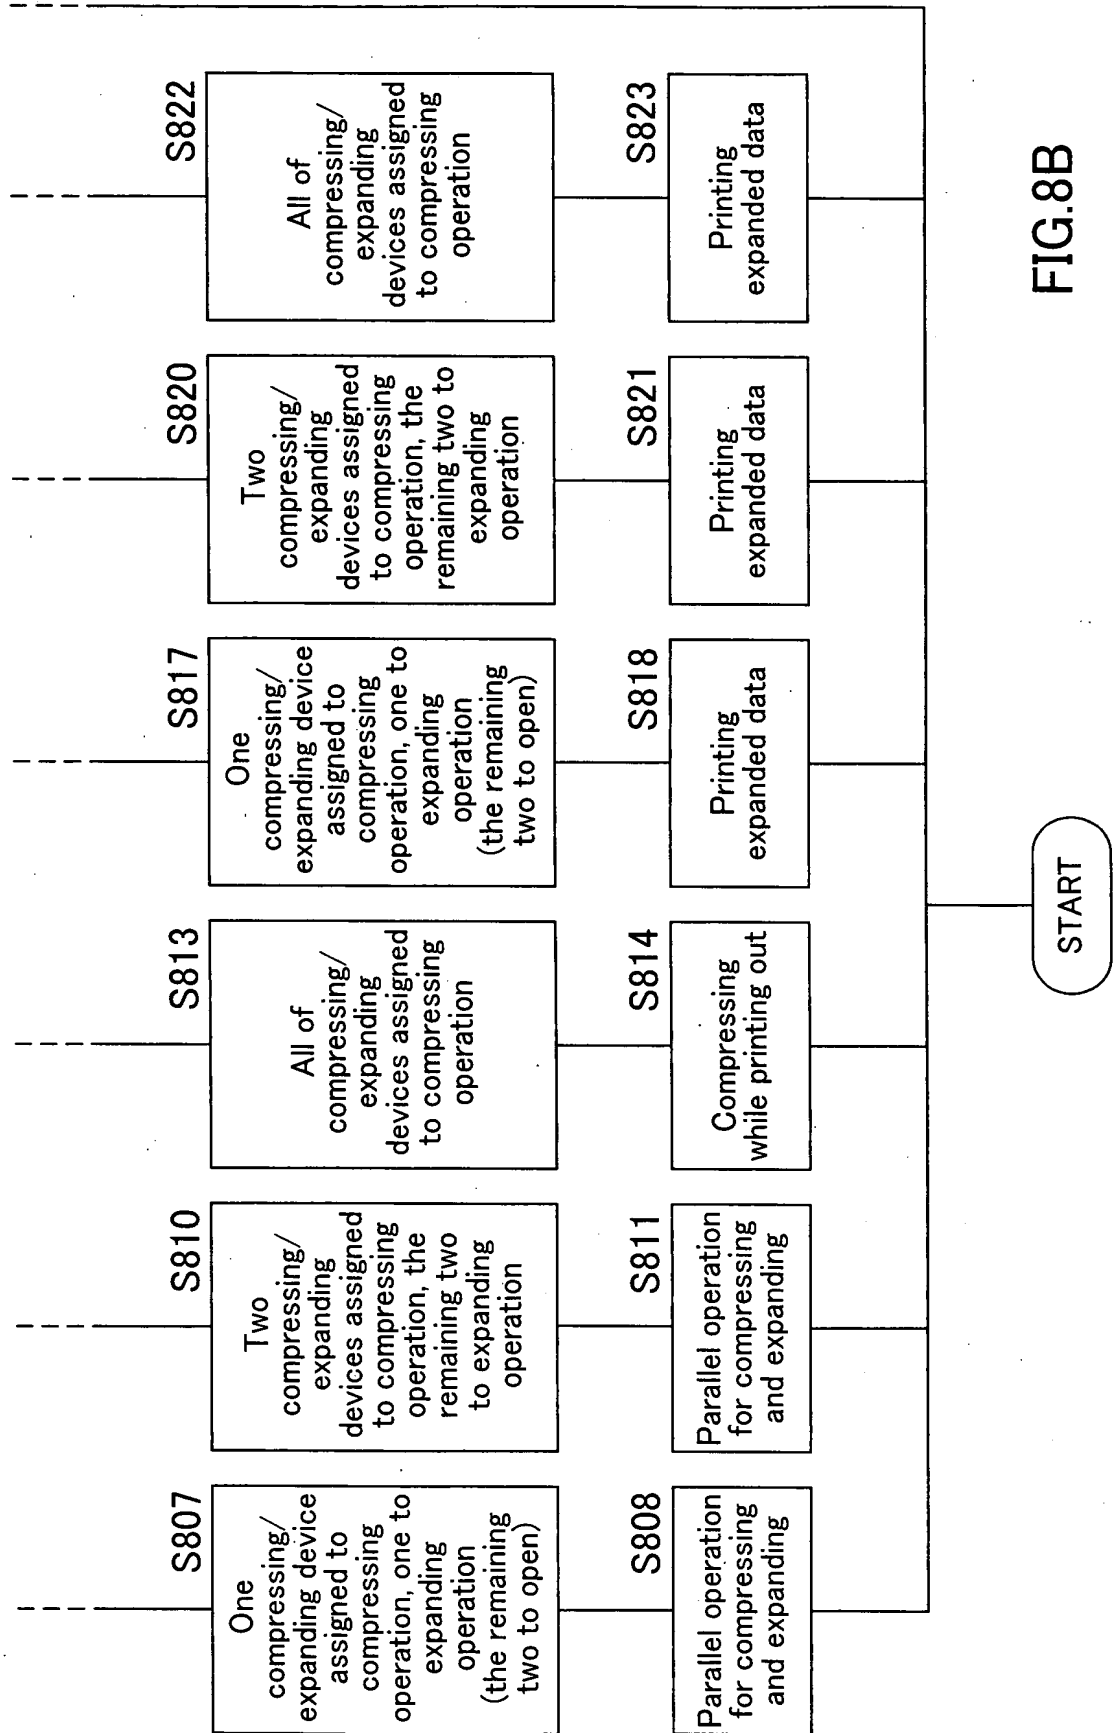 S807
One
compressing/
expanding device
assigned to
compressing
operation, one to
expanding
operation
(the remaining
two to open)
S808
Parallel operation
for compressing
and expanding
S810
Two
compressing/
expanding
devices assigned
to compressing
operation, the
remaining two
to expanding
operation
S811
Parallel operation
for compressing
and expanding
S813
All of
compressing/
expanding
devices assigned
to compressing
operation
S814
Compressing
while printing out
S817
One
compressing/
expanding device
assigned to
compressing
operation, one to
expanding
operation
(the remaining
two to open)
S818
Printing
expanded data
S820
Two
compressing/
expanding
devices assigned
to compressing
operation, the
remaining two to
expanding
operation
S821
Printing
expanded data
S822
All of
compressing/
expanding
devices assigned
to compressing
operation
S823
Printing
expanded data
START
FIG.8B